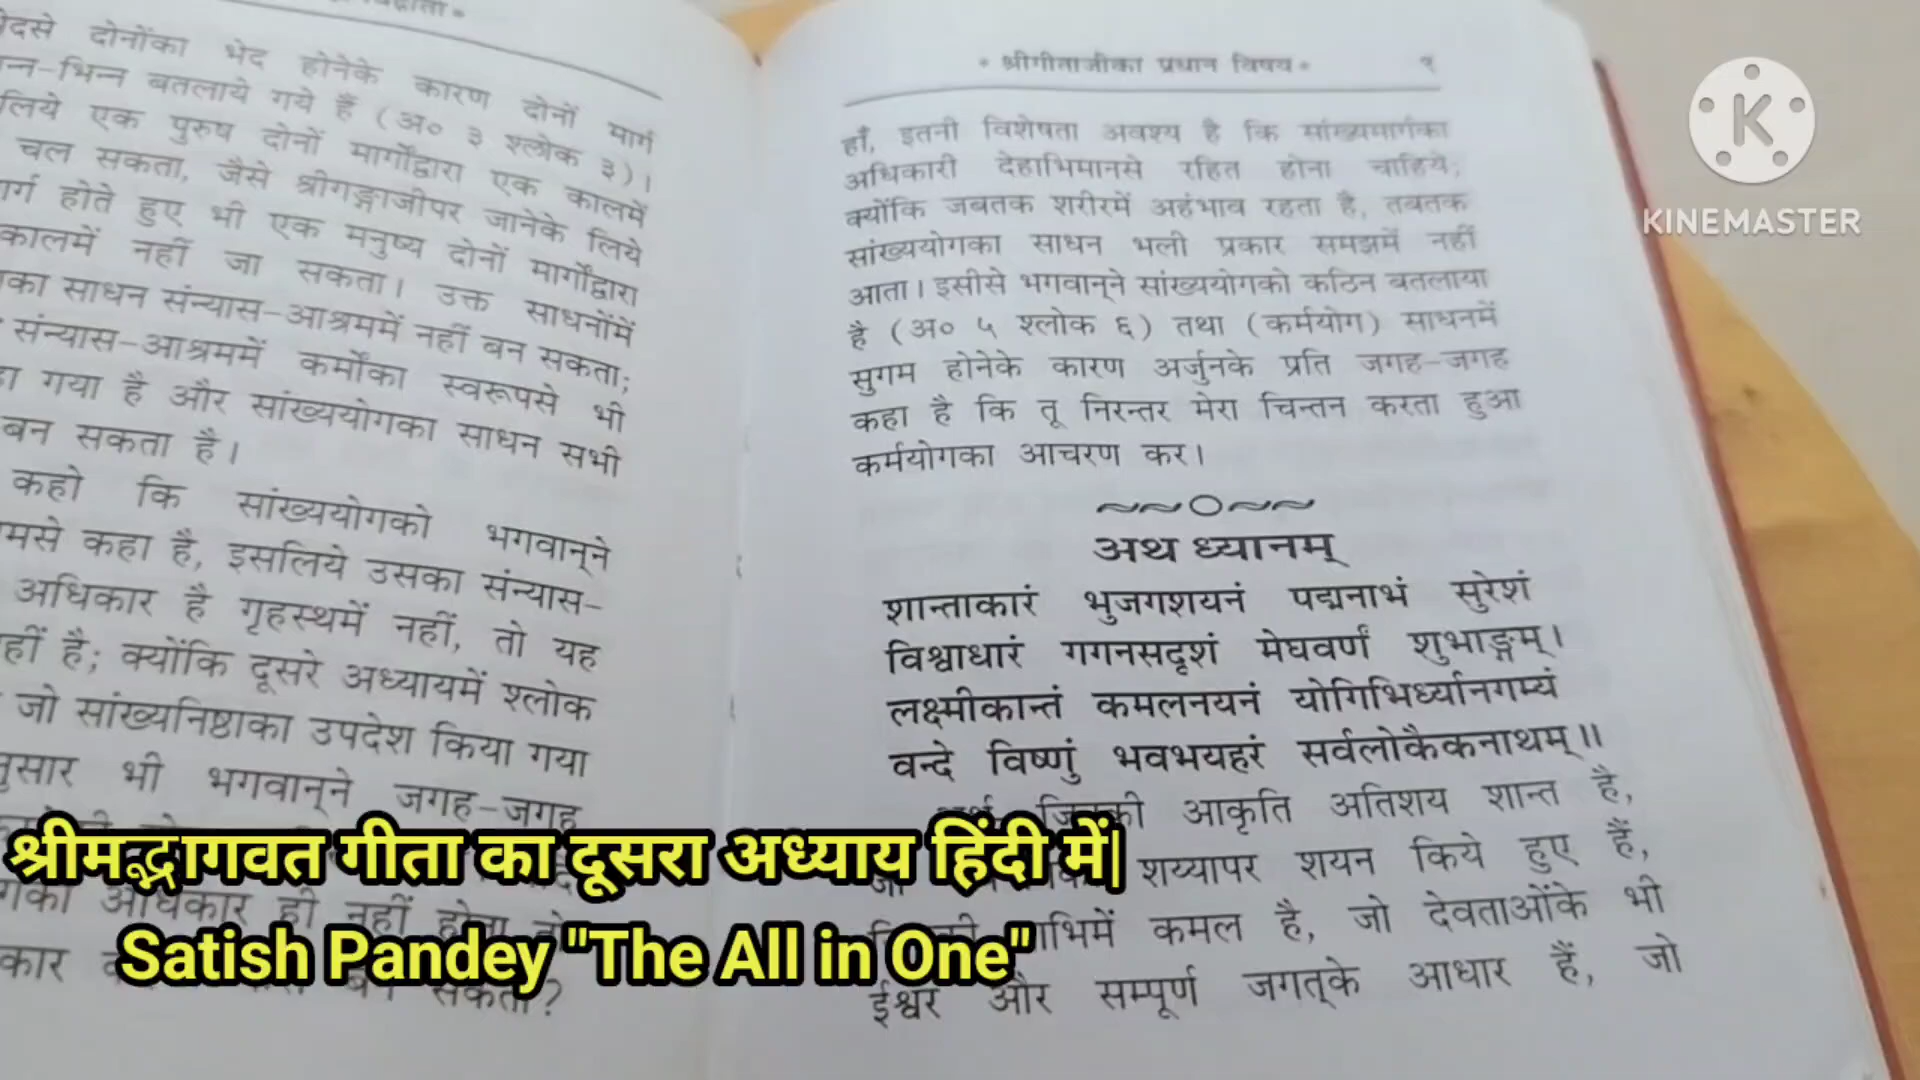 दोनोंका भेद होनेके कारण दोनों मार्ग
भिन्न बतलाये गये हैं (अ० ३ श्लोक ३)।
लिये एक पुरुष दोनों मार्गोंद्वारा एक कालमें
चल सकता, जैसे श्रीगङ्गाजीपर जानेके लिये
होते हुए भी एक मनुष्य दोनों मार्गोंद्वारा
कालमें नहीं जा सकता। उक्त साधनोंमें
साधन संन्यास-आश्रममें नहीं बन सकता;
संन्यास-आश्रममें कर्मोंका स्वरूपसे भी
गया है और सांख्ययोगका साधन सभी
बन सकता है।
कहो कि सांख्ययोगको भगवान्‌ने
कहा है, इसलिये उसका संन्यास-
अधिकार है गृहस्थमें नहीं, तो यह
है; क्योंकि दूसरे अध्यायमें श्लोक
जो सांख्यनिष्ठाका उपदेश किया गया
भी भगवान्‌ने जगह-जगह
अधिकार ही नहीं होता
सकता?
• श्रीगीताजीका प्रधान विषय • ९
हाँ, इतनी विशेषता अवश्य है कि सांख्यमार्गका
अधिकारी देहाभिमानसे रहित होना चाहिये;
क्योंकि जबतक शरीरमें अहंभाव रहता है, तबतक
सांख्ययोगका साधन भली प्रकार समझमें नहीं
आता। इसीसे भगवान्‌ने सांख्ययोगको कठिन बतलाया
है (अ० ५ श्लोक ६) तथा (कर्मयोग) साधनमें
सुगम होनेके कारण अर्जुनके प्रति जगह-जगह
कहा है कि तू निरन्तर मेरा चिन्तन करता हुआ
कर्मयोगका आचरण कर।
अथ ध्यानम्
शान्ताकारं भुजगशयनं पद्मनाभं सुरेशं
विश्वाधारं गगनसदृशं मेघवर्णं शुभाङ्गम्।
लक्ष्मीकान्तं कमलनयनं योगिभिर्ध्यानगम्यं
वन्दे विष्णुं भवभयहरं सर्वलोकैकनाथम्॥
आकृति अतिशय शान्त है,
शय्यापर शयन किये हुए हैं,
नाभिमें कमल है, जो देवताओंके भी
ईश्वर और सम्पूर्ण जगत्‌के आधार हैं, जो
K
KINEMASTER
श्रीमद्भागवत गीता का दूसरा अध्याय हिंदी में|
Satish Pandey "The All in One"